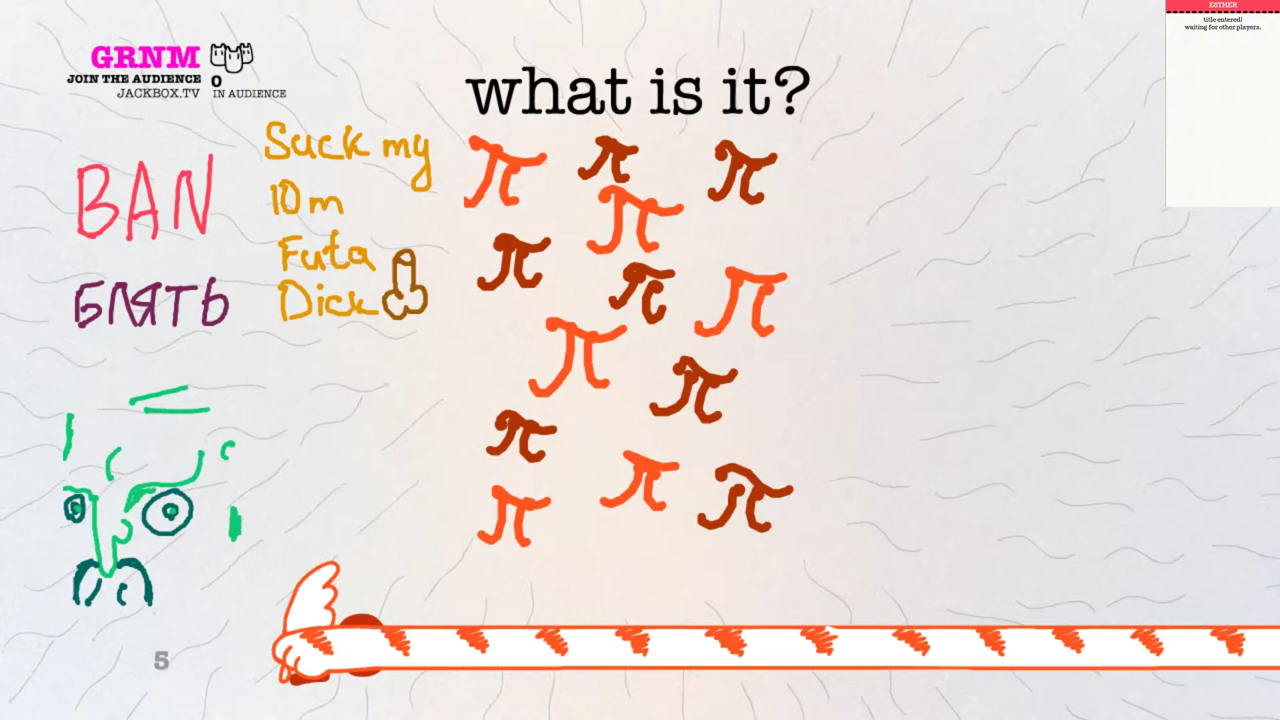 GRNM
JOIN THE AUDIENCE
JACKBOX.TV
0
IN AUDIENCE
what is it?
ESTHER
title entered!
waiting for other players.
BAN
БЛЯТЬ
Suck my
10m
Futa
Dick
π π π
π
π π π
π
π
π
π π π
5